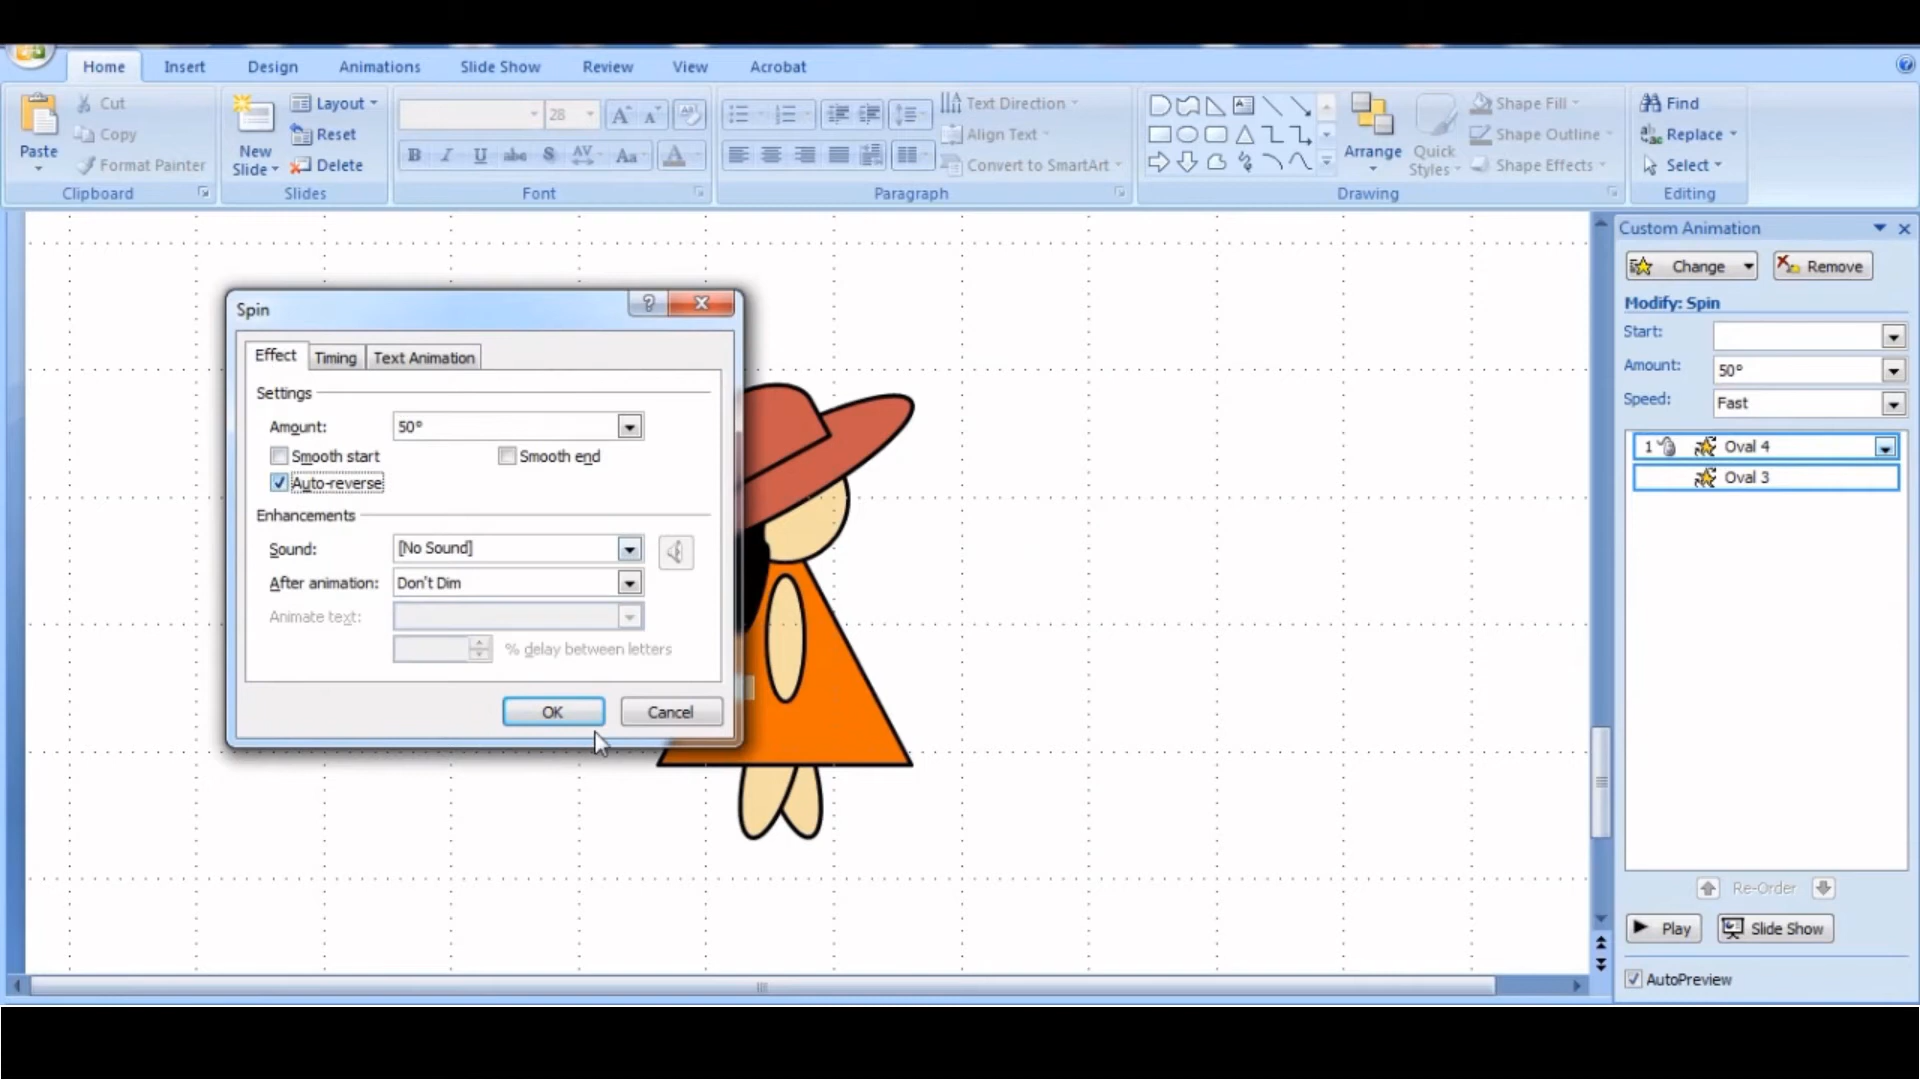 Home Insert Design Animations Slide Show Review View Acrobat
Paste
Cut
Copy
Format Painter
Clipboard
New Slide
Layout
Reset
Delete
Slides
28
B I U abc S AV Aa A
Font
Text Direction
Align Text
Convert to SmartArt
Paragraph
Arrange
Quick Styles
Shape Fill
Shape Outline
Shape Effects
Drawing
Find
Replace
Select
Editing
Spin
Effect Timing Text Animation
Settings
Amount: 50°
Smooth start Smooth end
Auto-reverse
Enhancements
Sound: [No Sound]
After animation: Don't Dim
Animate text:
% delay between letters
OK Cancel
Custom Animation
Change Remove
Modify: Spin
Start:
Amount: 50°
Speed: Fast
1 Oval 4
Oval 3
Re-Order
Play Slide Show
AutoPreview